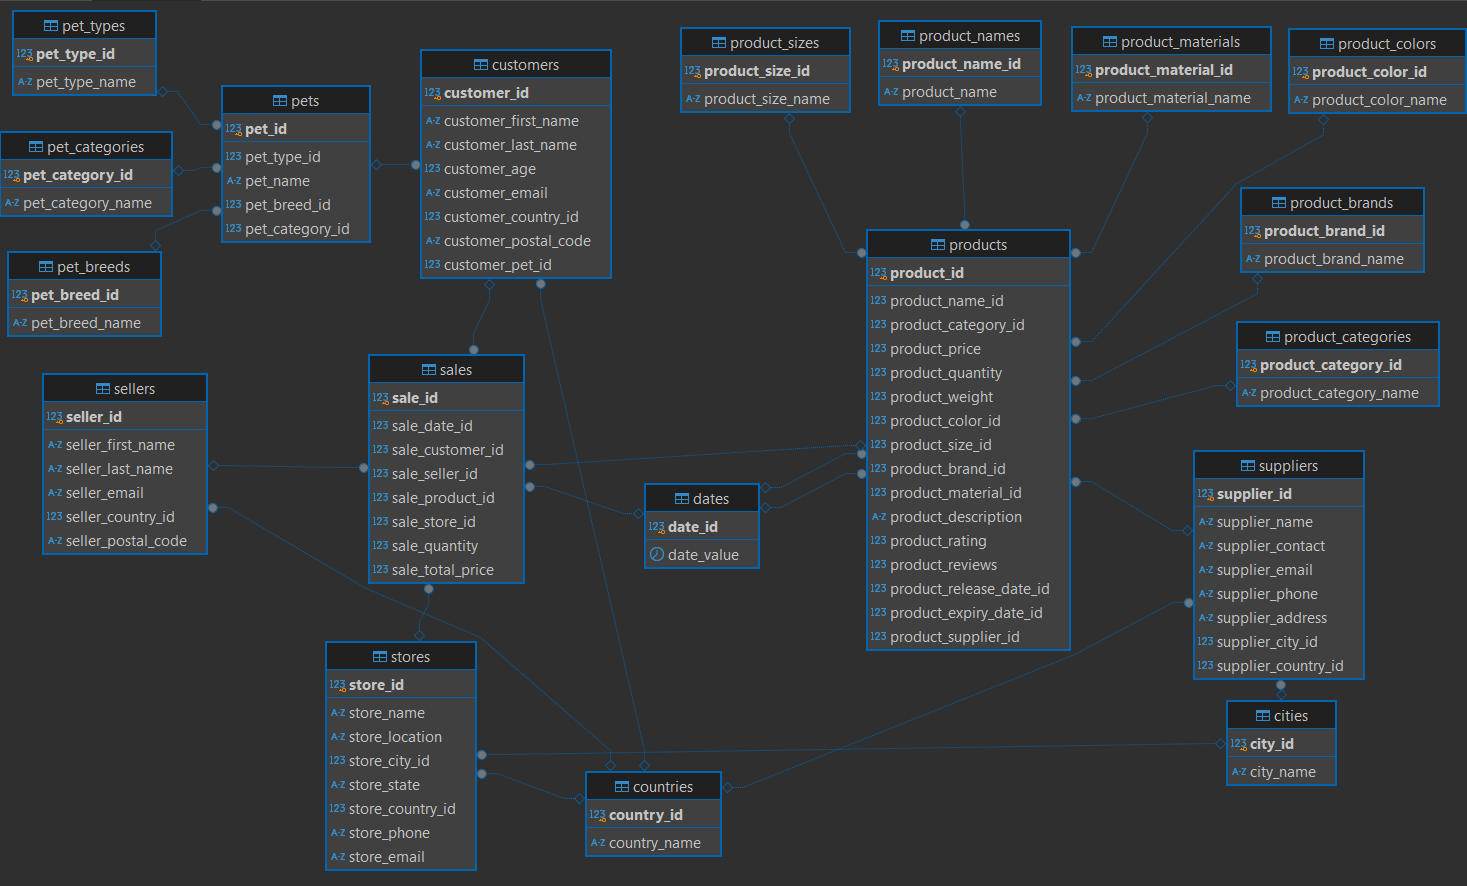 pet_types
123 pet_type_id
A-Z pet_type_name
pets
123 pet_id
123 pet_type_id
A-Z pet_name
123 pet_breed_id
123 pet_category_id
pet_categories
123 pet_category_id
A-Z pet_category_name
pet_breeds
123 pet_breed_id
A-Z pet_breed_name
customers
123 customer_id
A-Z customer_first_name
A-Z customer_last_name
123 customer_age
A-Z customer_email
123 customer_country_id
A-Z customer_postal_code
123 customer_pet_id
product_sizes
123 product_size_id
A-Z product_size_name
product_names
123 product_name_id
A-Z product_name
product_materials
123 product_material_id
A-Z product_material_name
product_colors
123 product_color_id
A-Z product_color_name
product_brands
123 product_brand_id
A-Z product_brand_name
product_categories
123 product_category_id
A-Z product_category_name
products
123 product_id
123 product_name_id
123 product_category_id
123 product_price
123 product_quantity
123 product_weight
123 product_color_id
123 product_size_id
123 product_brand_id
123 product_material_id
A-Z product_description
123 product_rating
123 product_reviews
123 product_release_date_id
123 product_expiry_date_id
123 product_supplier_id
sellers
123 seller_id
A-Z seller_first_name
A-Z seller_last_name
A-Z seller_email
123 seller_country_id
A-Z seller_postal_code
sales
123 sale_id
123 sale_date_id
123 sale_customer_id
123 sale_seller_id
123 sale_product_id
123 sale_store_id
123 sale_quantity
123 sale_total_price
dates
123 date_id
date_value
suppliers
123 supplier_id
A-Z supplier_name
A-Z supplier_contact
A-Z supplier_email
A-Z supplier_phone
A-Z supplier_address
123 supplier_city_id
123 supplier_country_id
stores
123 store_id
A-Z store_name
A-Z store_location
123 store_city_id
A-Z store_state
123 store_country_id
A-Z store_phone
A-Z store_email
countries
123 country_id
A-Z country_name
cities
123 city_id
A-Z city_name